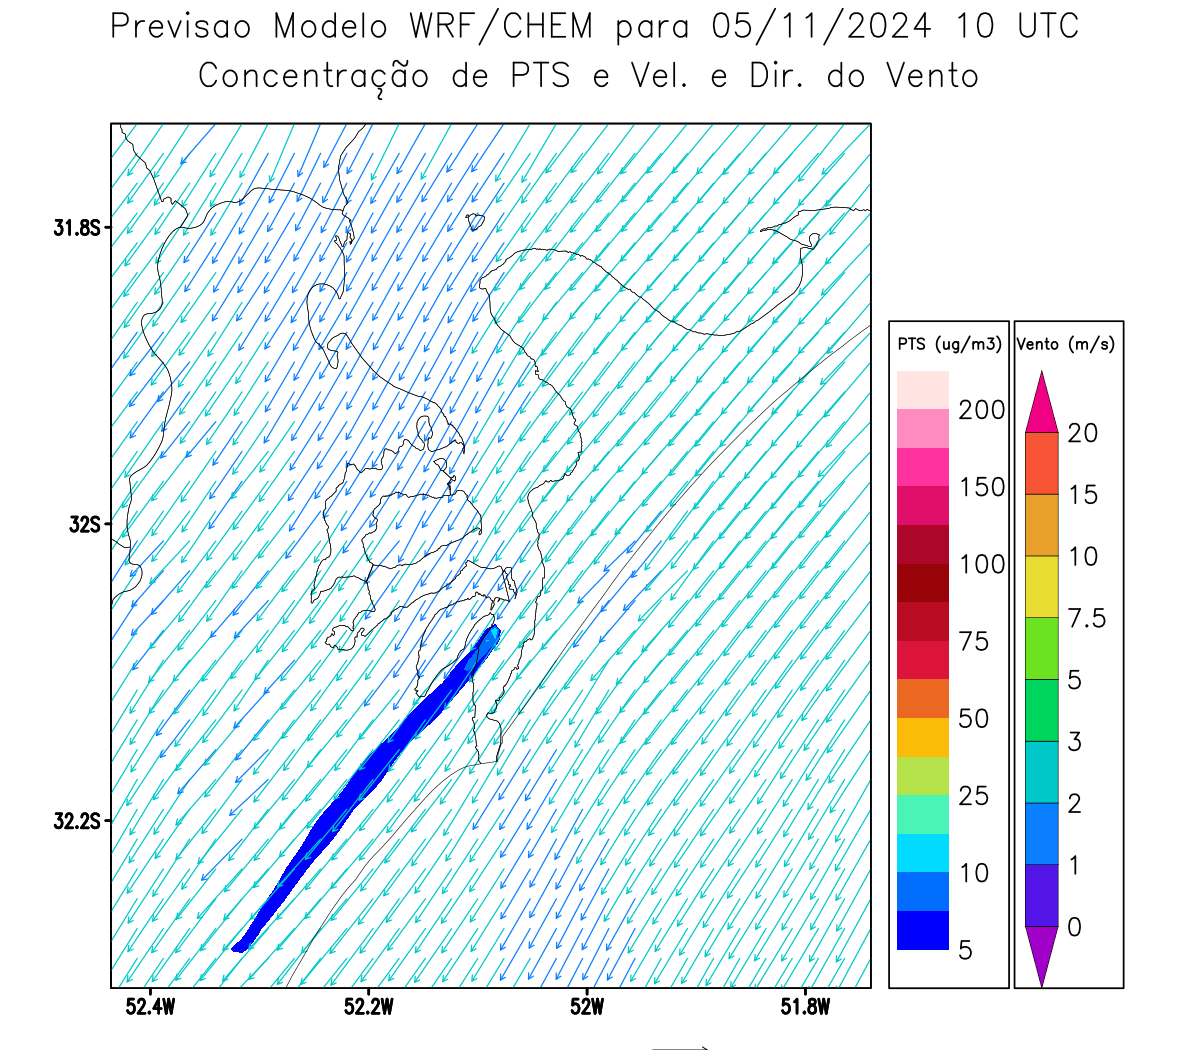 Previsao Modelo WRF/CHEM para 05/11/2024 10 UTC
Concentração de PTS e Vel. e Dir. do Vento
31.8S
32S
32.2S
52.4W
52.2W
52W
51.8W
PTS (ug/m3)
200
150
100
75
50
25
10
5
Vento (m/s)
20
15
10
7.5
5
3
2
1
0